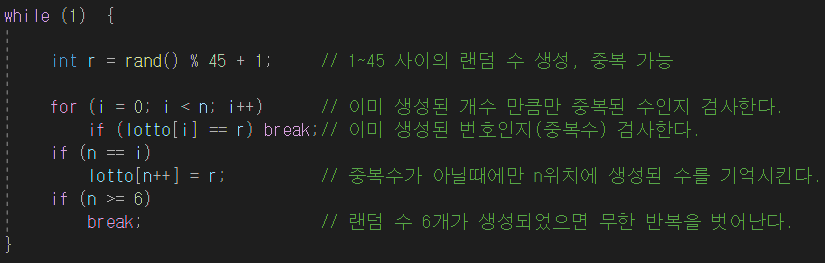 while (1)  {
int r = rand() % 45 + 1;     // 1~45 사이의 랜덤 수 생성, 중복 가능
for (i = 0; i < n; i++)      // 이미 생성된 개수 만큼만 중복된 수인지 검사한다.
if (lotto[i] == r) break;// 이미 생성된 번호인지(중복수) 검사한다.
if (n == i)
lotto[n++] = r;          // 중복수가 아닐때에만 n위치에 생성된 수를 기억시킨다.
if (n >= 6)
break;                   // 랜덤 수 6개가 생성되었으면 무한 반복을 벗어난다.
}